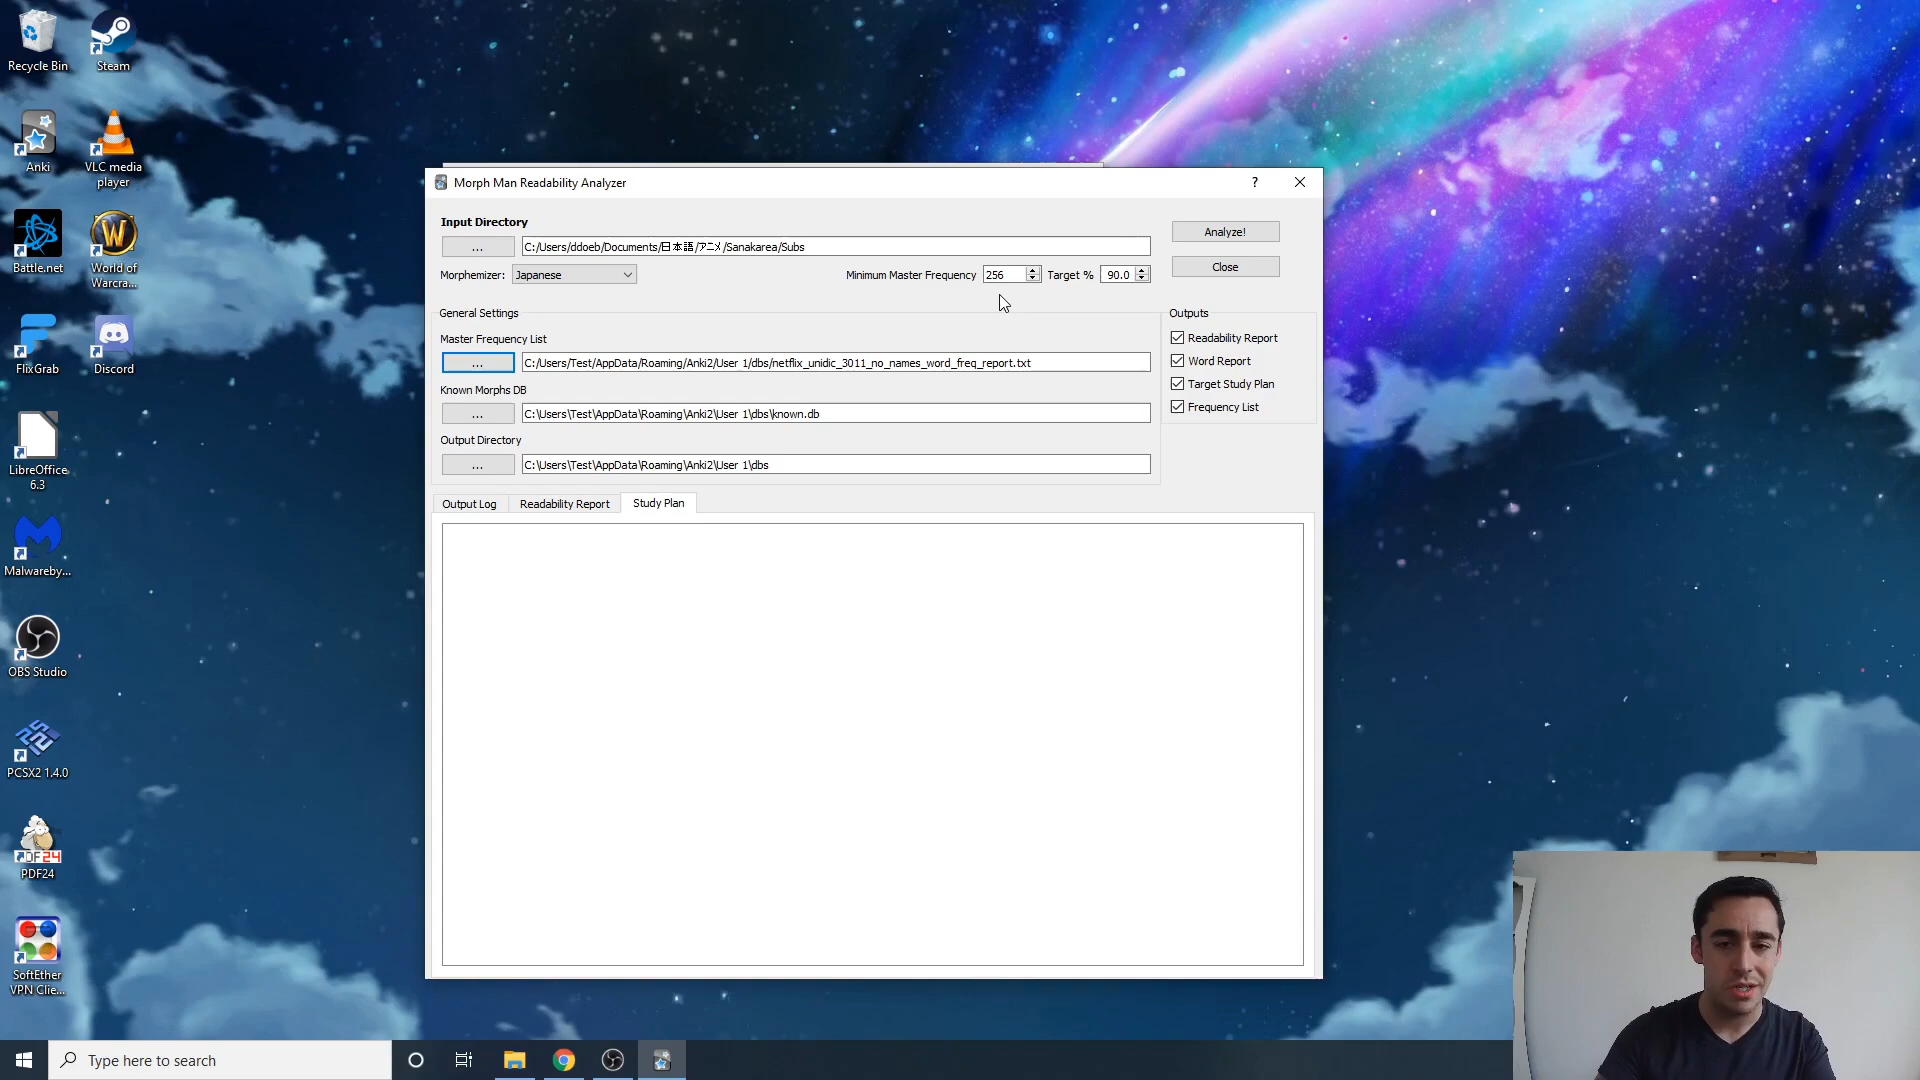 Recycle Bin
Steam
Anki
VLC media
player
Battle.net
World of
Warcra...
FlixGrab
Discord
LibreOffice
6.3
Malwareby...
OBS Studio
PCSX2 1.4.0
PDF24
PDF24
SoftEther
VPN Clie...
Morph Man Readability Analyzer
?
Input Directory
Analyze!
... C:/Users/ddoeb/Documents/日本語/アニメ/Sanakarea/Subs
Morphemizer: Japanese Minimum Master Frequency 256 Target % 90.0
Close
General Settings
Outputs
Master Frequency List
Readability Report
... C:/Users/Test/AppData/Roaming/Anki2/User 1/dbs/netflix_unidic_3011_no_names_word_freq_report.txt
Word Report
Known Morphs DB
Target Study Plan
... C:\Users\Test\AppData\Roaming\Anki2\User 1\dbs\known.db
Frequency List
Output Directory
... C:\Users\Test\AppData\Roaming\Anki2\User 1\dbs
Output Log Readability Report Study Plan
Type here to search